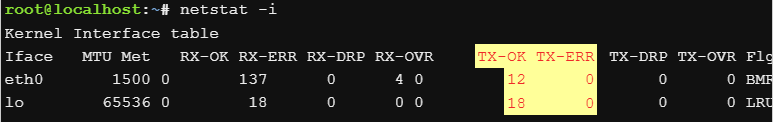 root@localhost:~# netstat -i
Kernel Interface table
Iface   MTU Met   RX-OK RX-ERR RX-DRP RX-OVR   TX-OK TX-ERR TX-DRP TX-OVR Flg
eth0   1500 0   137   4 0   12   0   0   0 BMR
lo   65536 0   18   0 0   18   0   0   0 LRU